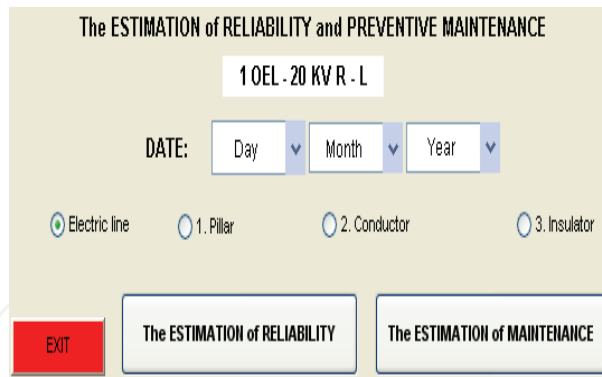 The ESTIMATION of RELIABILITY and PREVENTIVE MAINTENANCE
1 OEL - 20 KV R - L
DATE: Day Month Year
Electric line 1. Pillar 2. Conductor 3. Insulator
EXIT The ESTIMATION of RELIABILITY The ESTIMATION of MAINTENANCE